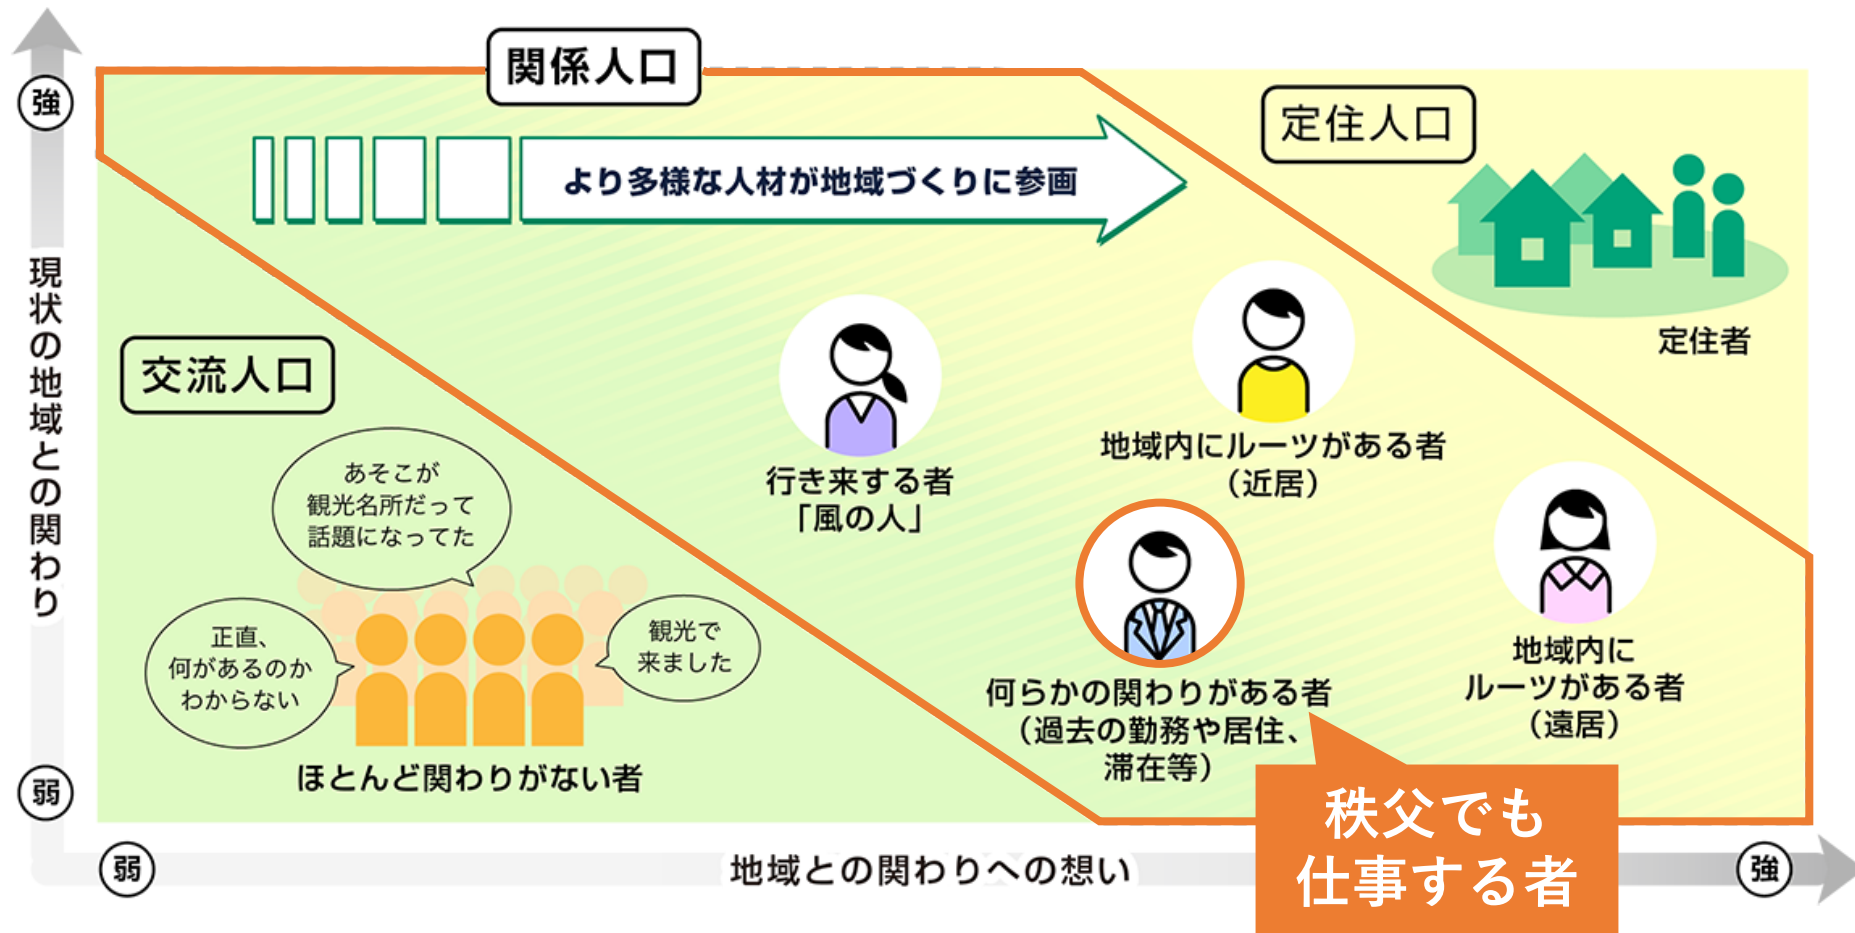 関係人口
定住人口
強
より多様な人材が地域づくりに参画
定住者
現状の地域との関わり
交流人口
あそこが
観光名所だって
話題になってた
正直、
何があるのか
わからない
観光で
来ました
ほとんど関わりがない者
行き来する者
「風の人」
地域内にルーツがある者
（近居）
何らかの関わりがある者
（過去の勤務や居住、
滞在等）
地域内に
ルーツがある者
（遠居）
秩父でも
仕事する者
弱
弱
地域との関わりへの想い
強